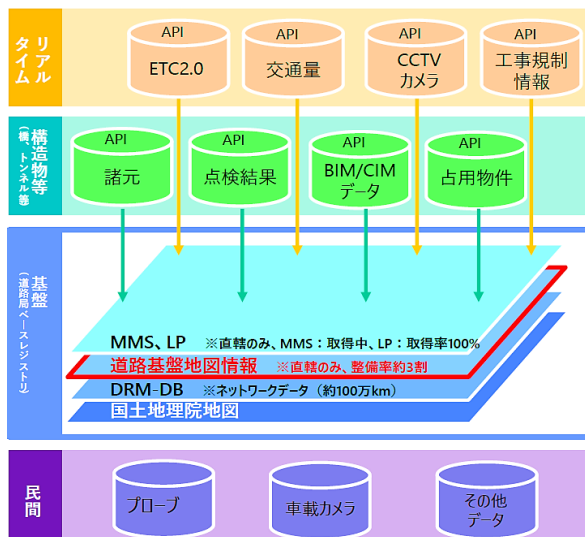 リアル
タイム
API
ETC2.0
API
交通量
API
CCTV
カメラ
API
工事規制
情報
構造物等
(橋、トンネル等
API
諸元
API
点検結果
API
BIM/CIM
データ
API
占用物件
基盤
(道路局ベースレジストリ)
MMS、LP ※直轄のみ、MMS：取得中、LP：取得率100%
道路基盤地図情報 ※直轄のみ、整備率約3割
DRM-DB ※ネットワークデータ（約100万km）
国土地理院地図
民間
プローブ
車載カメラ
その他
データ